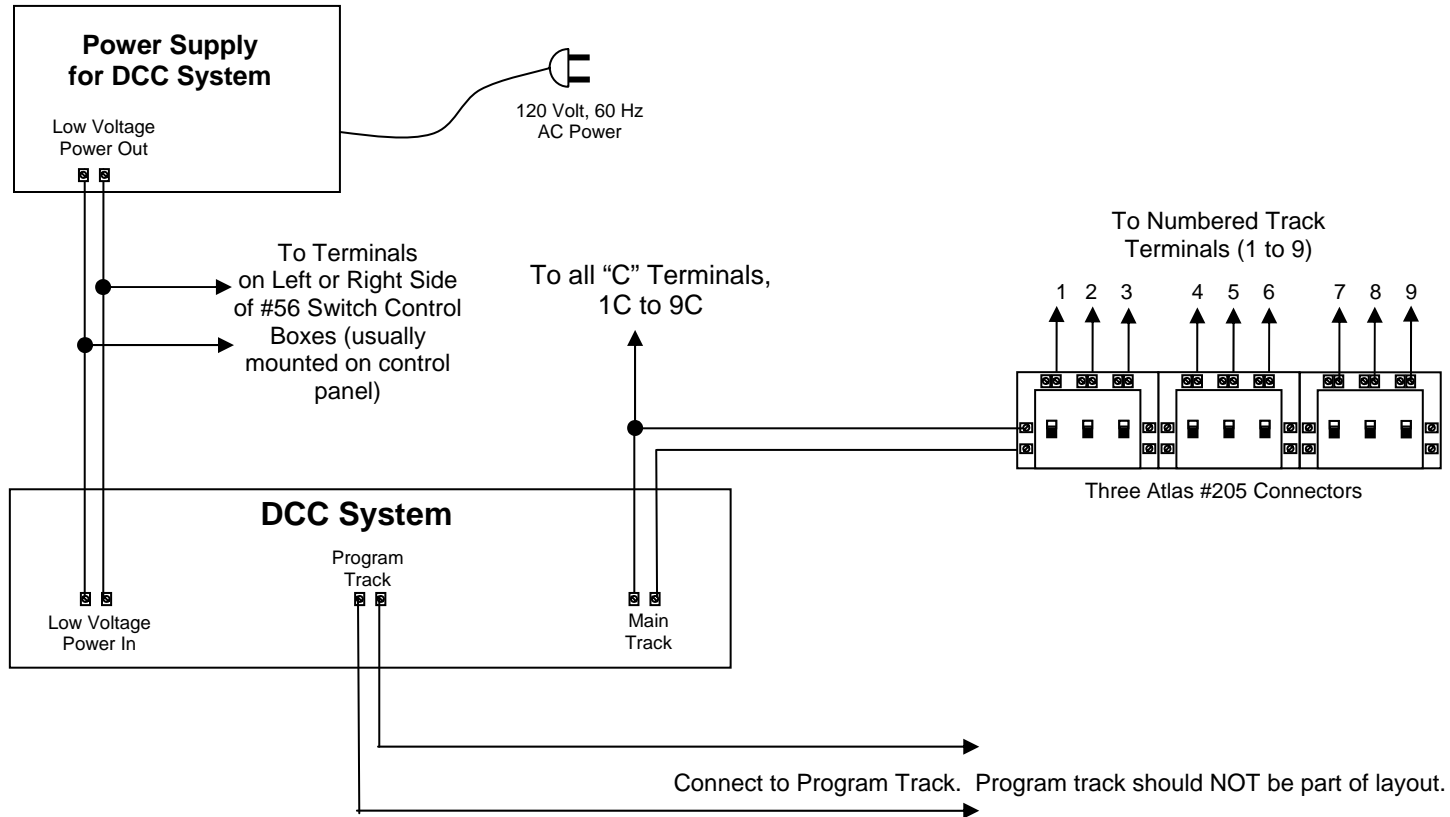 Power Supply
for DCC System
Low Voltage
Power Out
120 Volt, 60 Hz
AC Power
To Terminals
on Left or Right Side
of #56 Switch Control
Boxes (usually
mounted on control
panel)
To all “C” Terminals,
1C to 9C
To Numbered Track
Terminals (1 to 9)
1 2 3 4 5 6 7 8 9
Three Atlas #205 Connectors
DCC System
Program
Track
Low Voltage
Power In
Main
Track
Connect to Program Track.  Program track should NOT be part of layout.